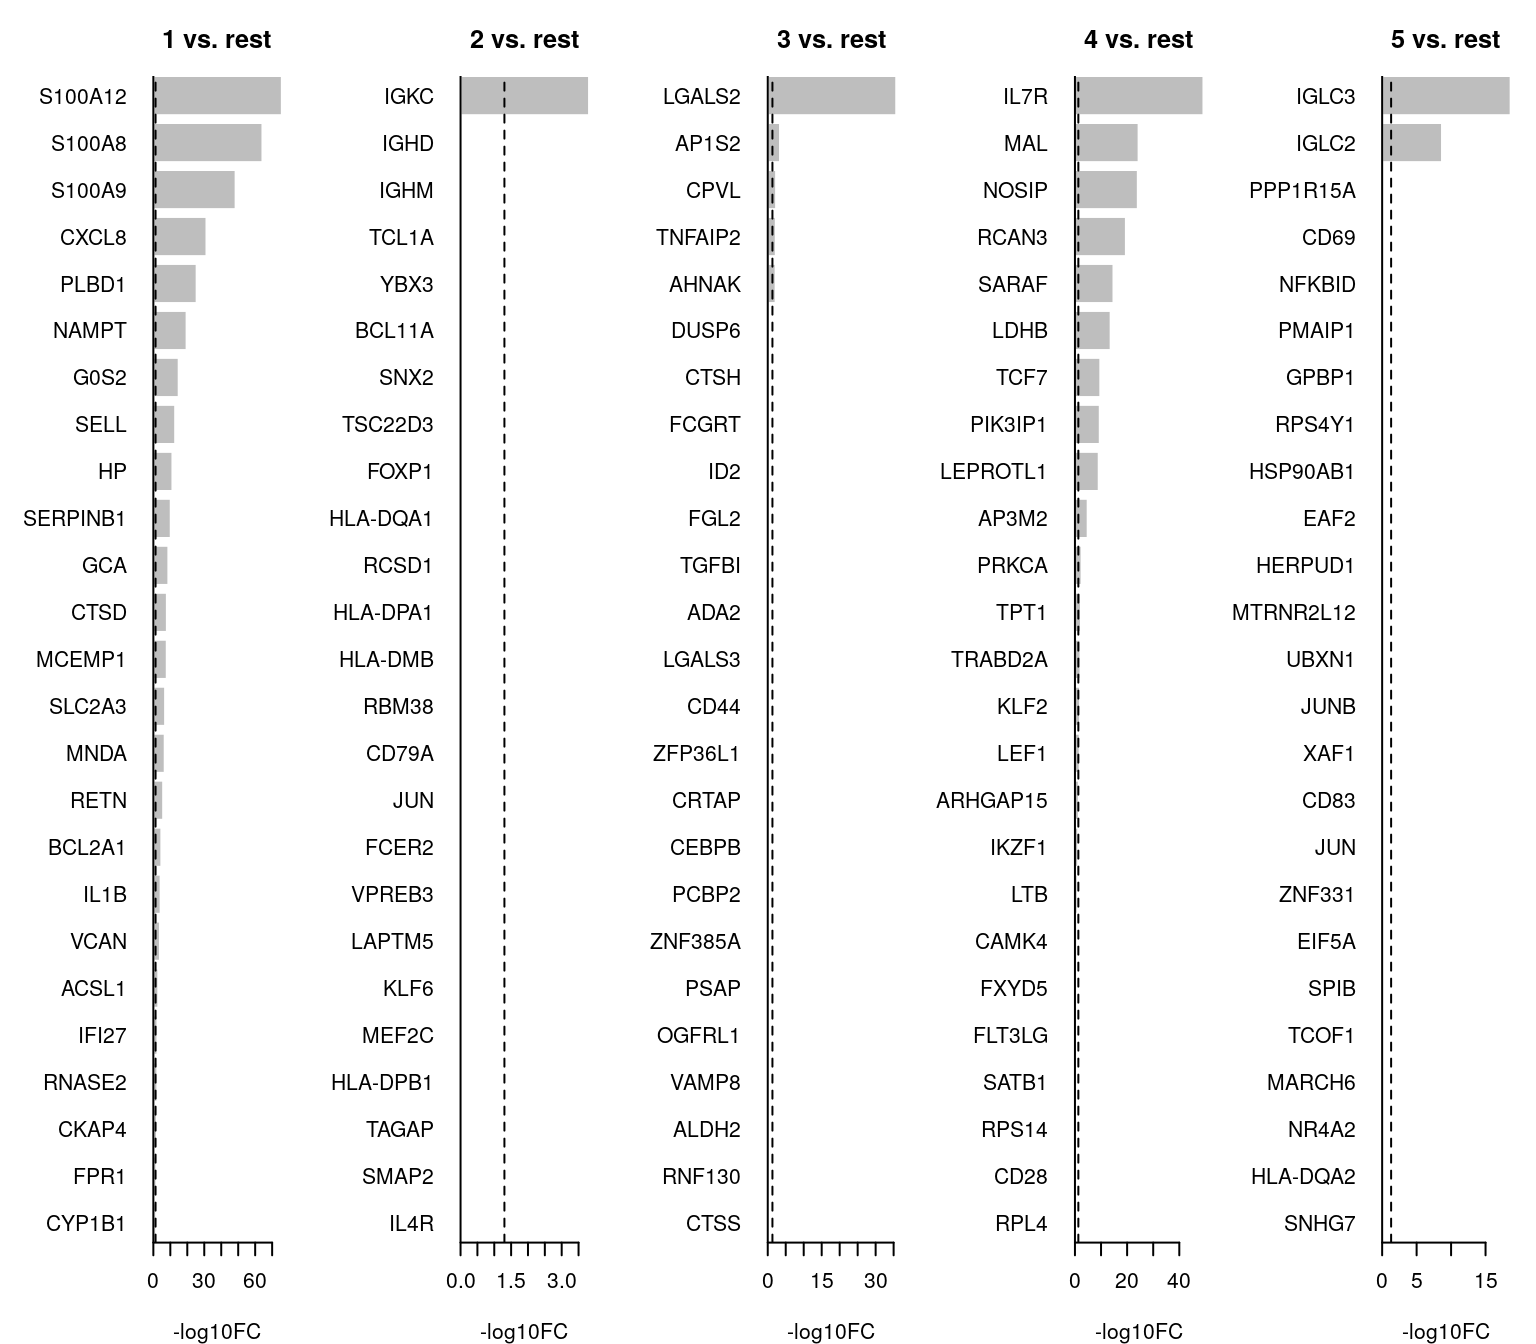 1 vs. rest 2 vs. rest 3 vs. rest 4 vs. rest 5 vs. rest
S100A12 IGKC LGALS2 IL7R IGLC3
S100A8 IGHD AP1S2 MAL IGLC2
S100A9 IGHM CPVL NOSIP PPP1R15A
CXCL8 TCL1A TNFAIP2 RCAN3 CD69
PLBD1 YBX3 AHNAK SARAF NFKBID
NAMPT BCL11A DUSP6 LDHB PMAIP1
G0S2 SNX2 CTSH TCF7 GPBP1
SELL TSC22D3 FCGRT PIK3IP1 RPS4Y1
HP FOXP1 ID2 LEPROTL1 HSP90AB1
SERPINB1 HLA-DQA1 FGL2 AP3M2 EAF2
GCA RCSD1 TGFBI PRKCA HERPUD1
CTSD HLA-DPA1 ADA2 TPT1 MTRNR2L12
MCEMP1 HLA-DMB LGALS3 TRABD2A UBXN1
SLC2A3 RBM38 CD44 KLF2 JUNB
MNDA CD79A ZFP36L1 LEF1 XAF1
RETN JUN CRTAP ARHGAP15 CD83
BCL2A1 FCER2 CEBPB IKZF1 JUN
IL1B VPREB3 PCBP2 LTB ZNF331
VCAN LAPTM5 ZNF385A CAMK4 EIF5A
ACSL1 KLF6 PSAP FXYD5 SPIB
IFI27 MEF2C OGFRL1 FLT3LG TCOF1
RNASE2 HLA-DPB1 VAMP8 SATB1 MARCH6
CKAP4 TAGAP ALDH2 RPS14 NR4A2
FPR1 SMAP2 RNF130 CD28 HLA-DQA2
CYP1B1 IL4R CTSS RPL4 SNHG7
0 30 60 0.0 1.5 3.0 0 15 30 0 20 40 0 5 15
-log10FC -log10FC -log10FC -log10FC -log10FC